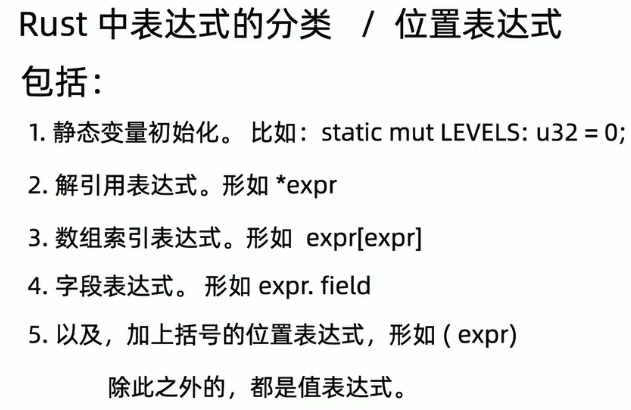 Rust 中表达式的分类 / 位置表达式
包括：
1. 静态变量初始化。 比如：static mut LEVELS: u32 = 0;
2. 解引用表达式。形如 *expr
3. 数组索引表达式。形如 expr[expr]
4. 字段表达式。 形如 expr. field
5. 以及，加上括号的位置表达式，形如 ( expr)
除此之外的，都是值表达式。